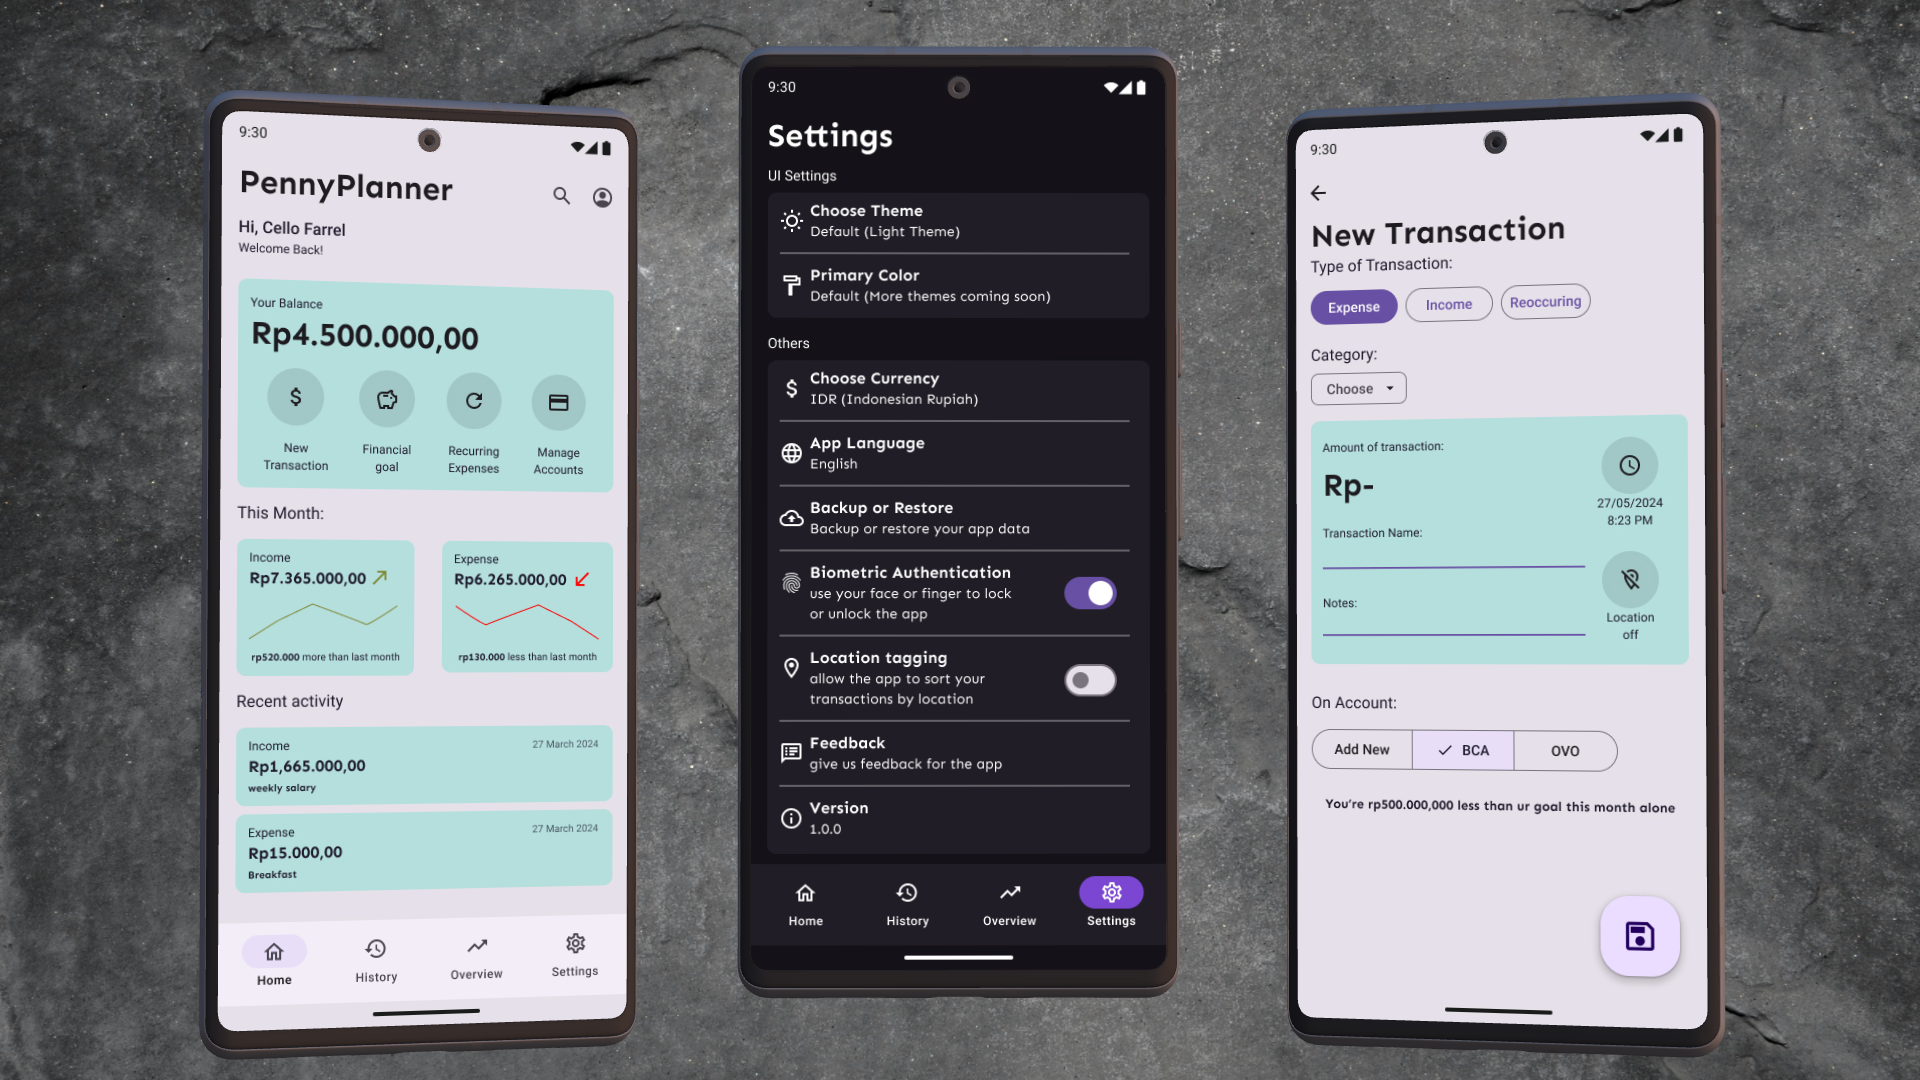 9:30
PennyPlanner
Hi, Cello Farrel
Welcome Back!
Your Balance
Rp4.500.000,00
New
Transaction
Financial
goal
Recurring
Expenses
Manage
Accounts
This Month:
Income
Rp7.365.000,00
rp520.000 more than last month
Expense
Rp6.265.000,00
rp130.000 less than last month
Recent activity
Income
27 March 2024
Rp1,665.000,00
weekly salary
Expense
27 March 2024
Rp15.000,00
Breakfast
Home
History
Overview
Settings
9:30
Settings
UI Settings
Choose Theme
Default (Light Theme)
Primary Color
Default (More themes coming soon)
Others
Choose Currency
IDR (Indonesian Rupiah)
App Language
English
Backup or Restore
Backup or restore your app data
Biometric Authentication
use your face or finger to lock
or unlock the app
Location tagging
allow the app to sort your
transactions by location
Feedback
give us feedback for the app
Version
1.0.0
Home
History
Overview
Settings
9:30
New Transaction
Type of Transaction:
Expense
Income
Reoccuring
Category:
Choose
Amount of transaction:
Rp-
27/05/2024
8:23 PM
Transaction Name:
Notes:
Location
off
On Account:
Add New
BCA
OVO
You're rp500.000,000 less than ur goal this month alone